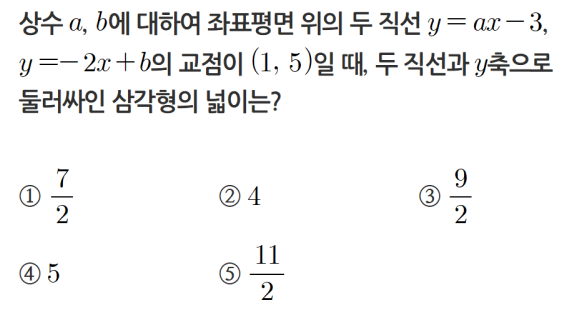 상수 a, b에 대하여 좌표평면 위의 두 직선 y = ax - 3,
y = -2x + b의 교점이 (1, 5)일 때, 두 직선과 y축으로
둘러싸인 삼각형의 넓이는?
① 7/2 ② 4 ③ 9/2
④ 5 ⑤ 11/2